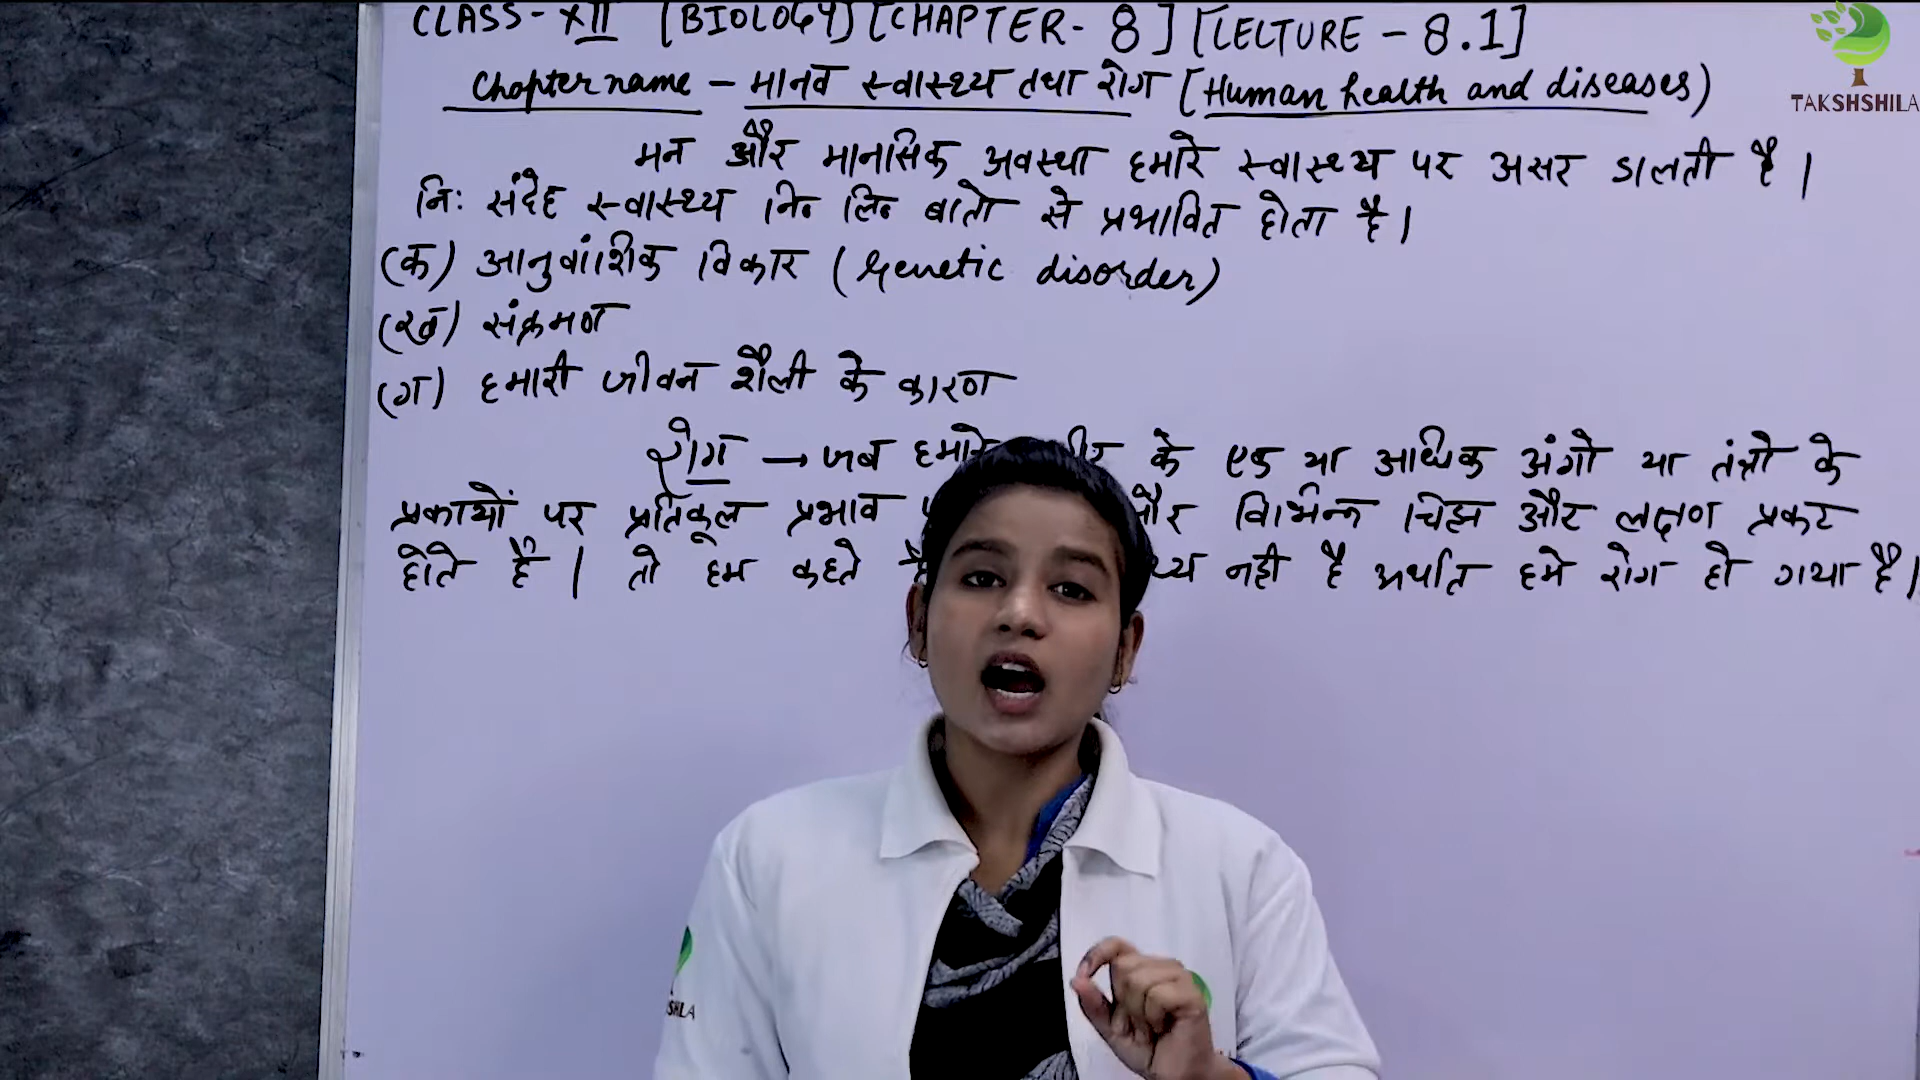 CLASS-XII [BIOLOGY] [CHAPTER-8] [LECTURE-8.1]
TAKSHSHILA
Chapter name - मानव स्वास्थ्य तथा रोग [Human health and diseases)
मन और मानसिक अवस्था हमारे स्वास्थ्य पर असर डालती है।
नि: संदेह स्वास्थ्य बातो से प्रभावित होता है।
(क) आनुवांशिक विकार (Genetic disorder)
(ख) संक्रमण
(ग) हमारी जीवन शैली के कारण
रोग → जब के एक या अधिक अंगो या तंत्रो के
प्रकार्यो पर प्रतिकूल प्रभाव और विभिन्न चिह्न और लक्षण प्रकट
होते है। तो हम कहते नही है अर्थात हमे रोग हो गया है।